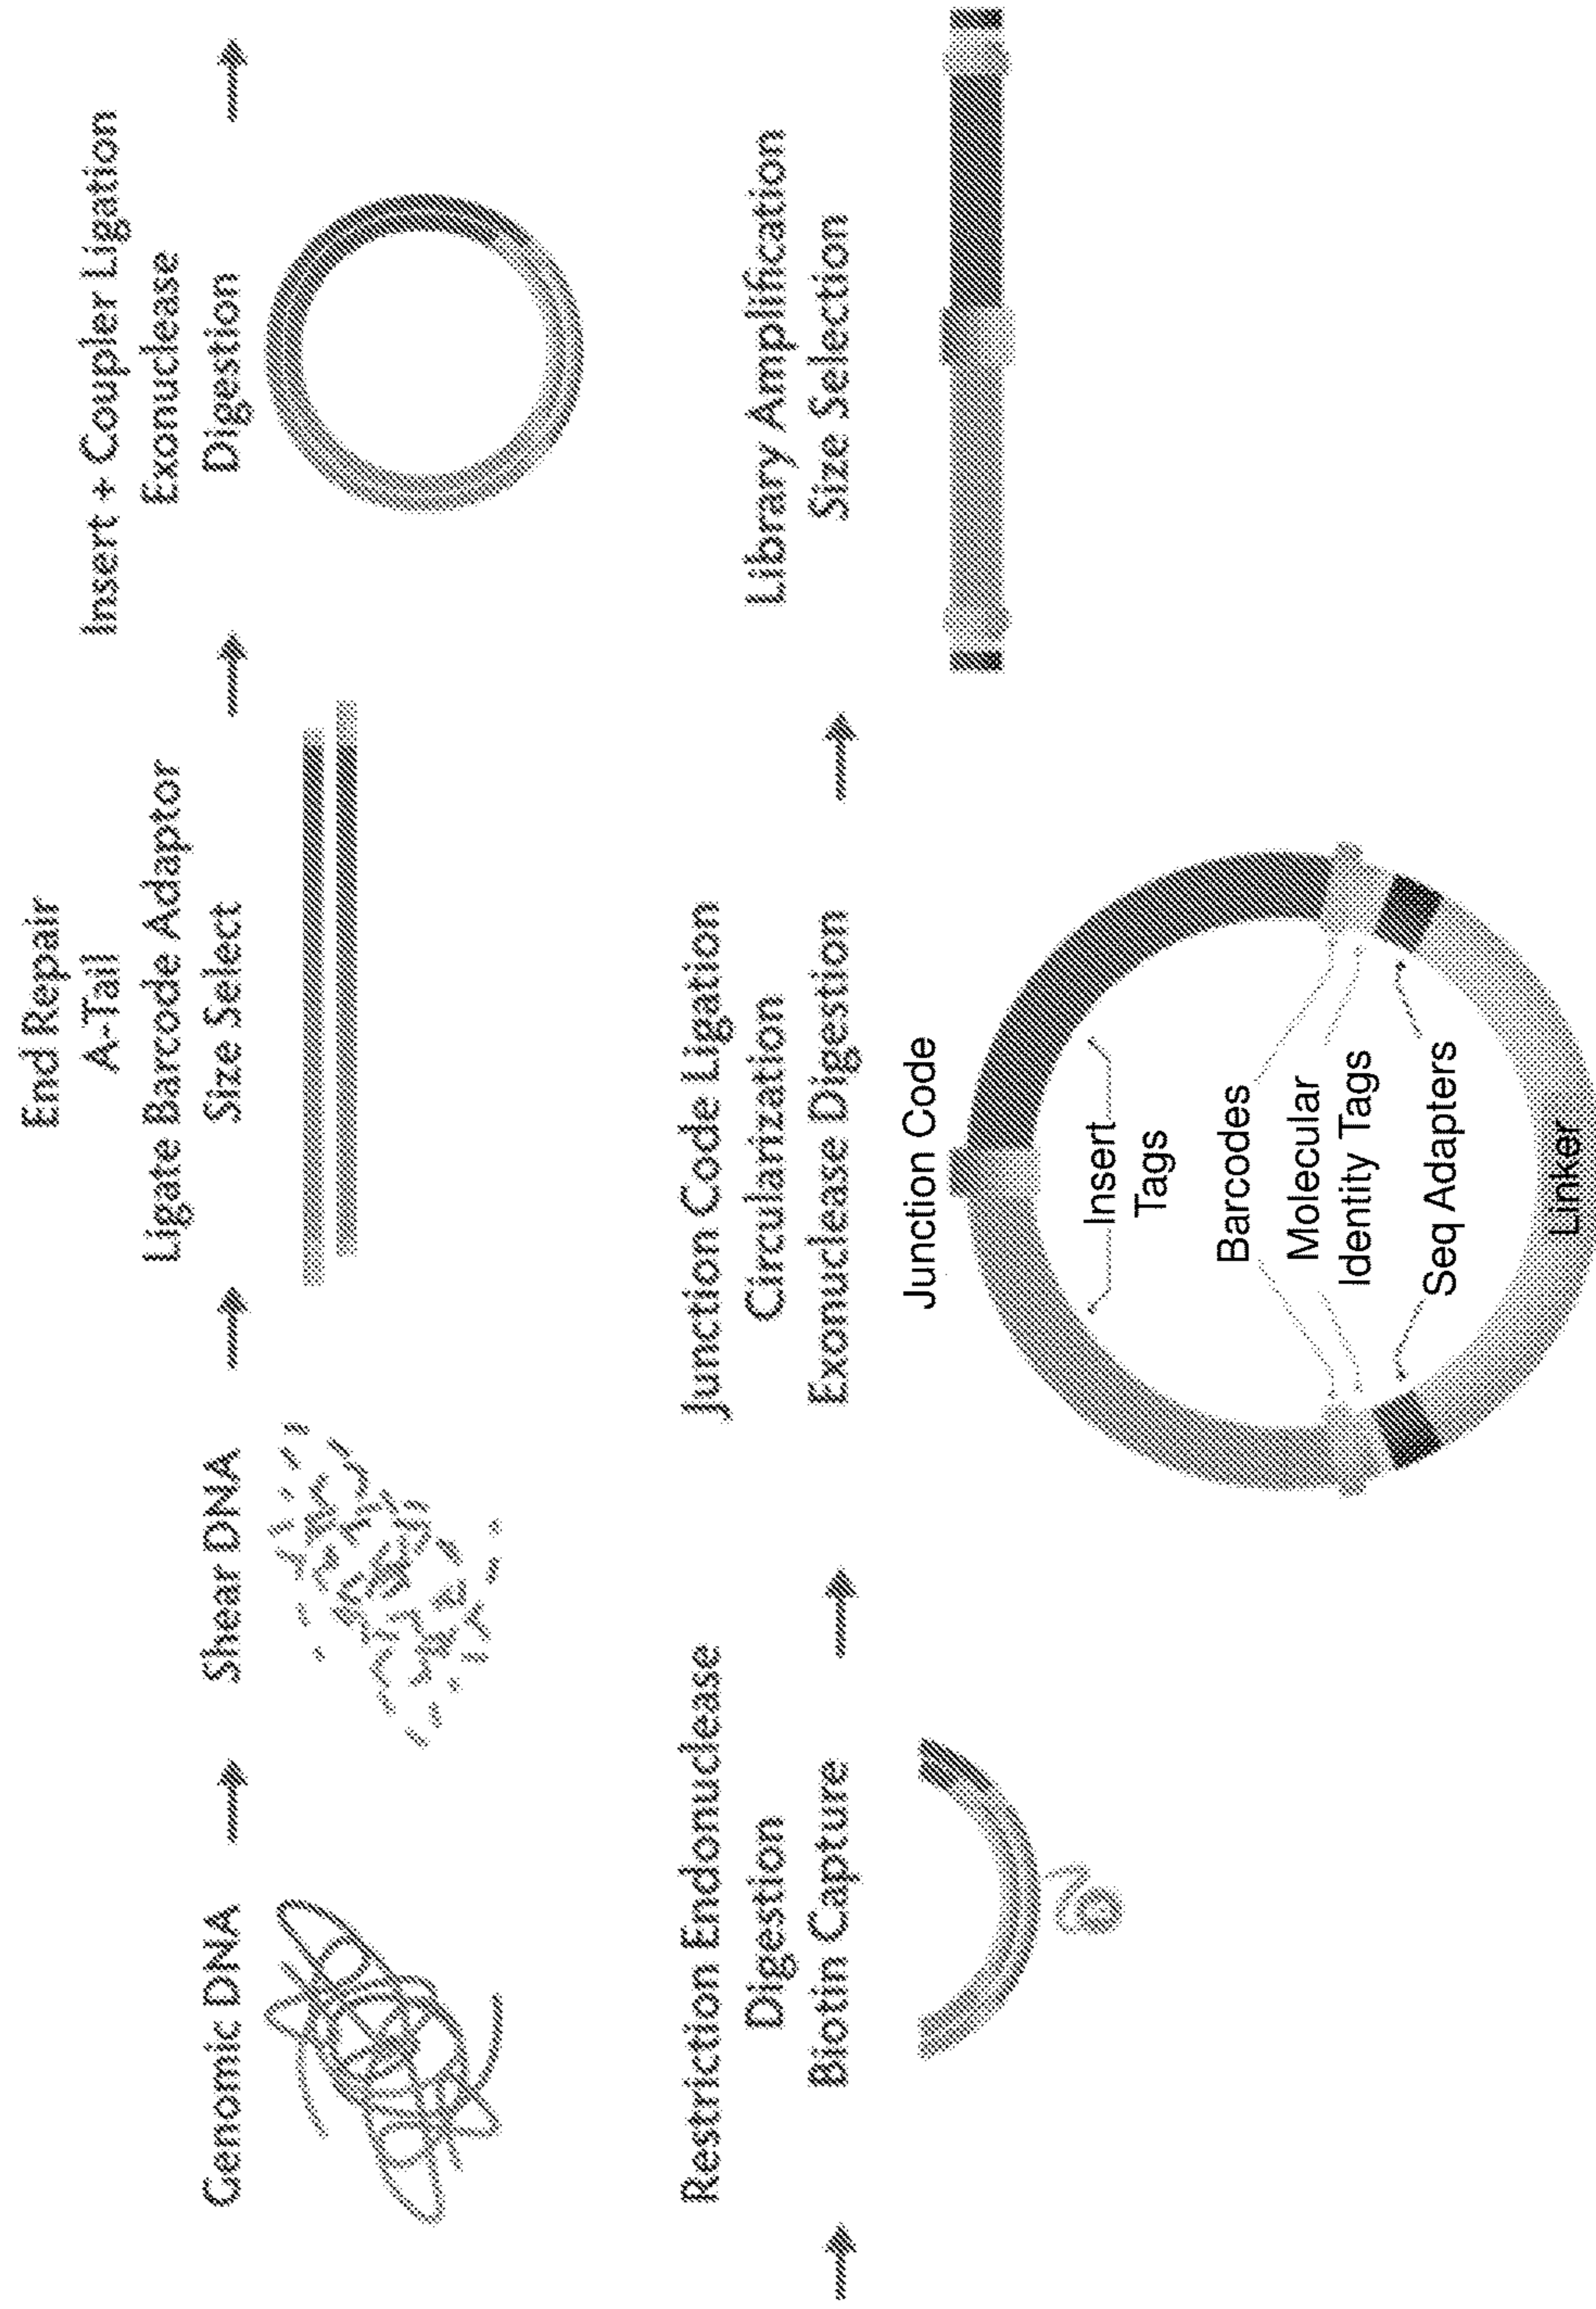 Genomic DNA
Shear DNA
End Repair
A-Tail
Ligate Barcode Adaptor
Size Select
Insert + Coupler Ligation
Exonuclease
Digestion
Restriction Endonuclease
Digestion
Biotin Capture
Junction Code Ligation
Circularization
Exonuclease Digestion
Junction Code
Insert
Tags
Barcodes
Molecular
Identity Tags
Seq Adapters
Linker
Library Amplification
Size Selection